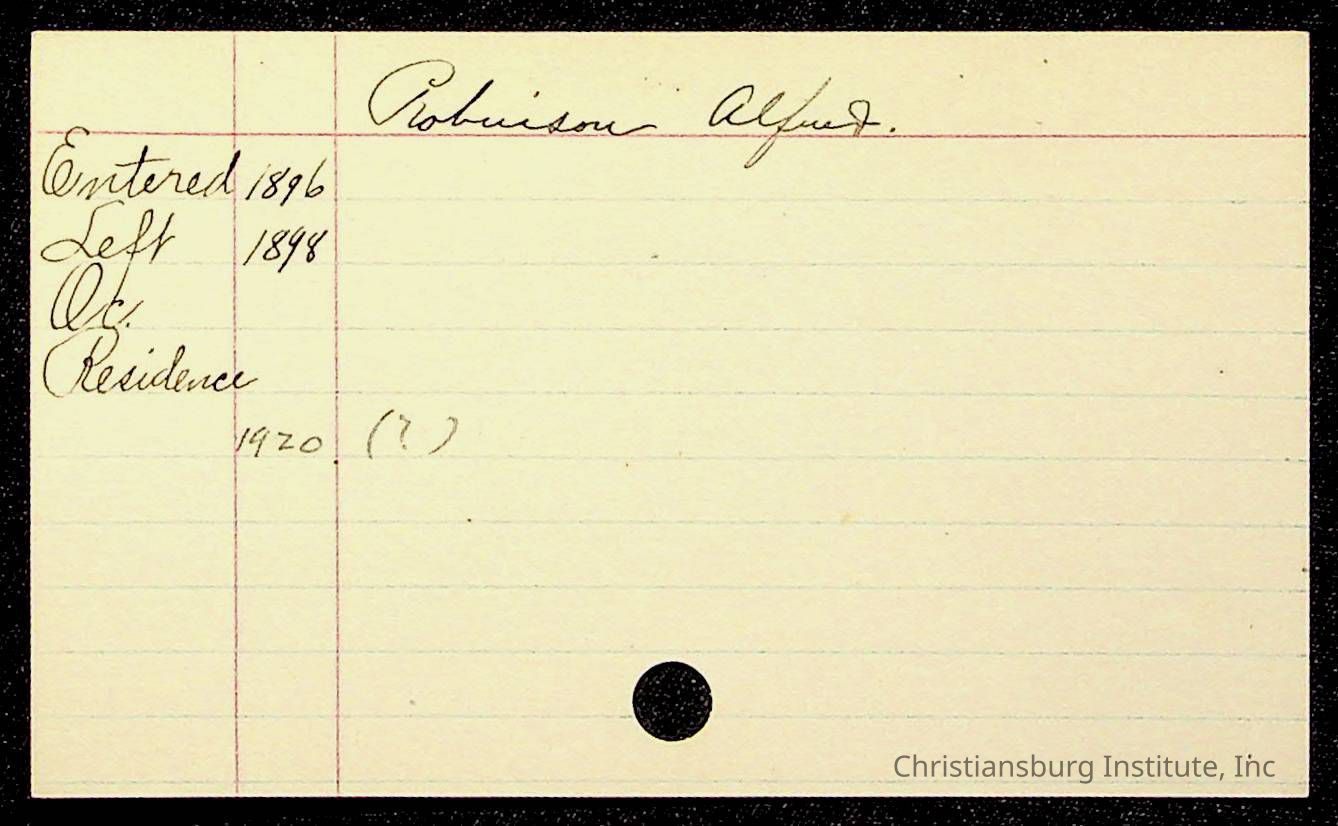 Robinson Alfred.
Entered 1896
Left 1898
Oc.
Residence
1920 (?)
Christiansburg Institute, Inc